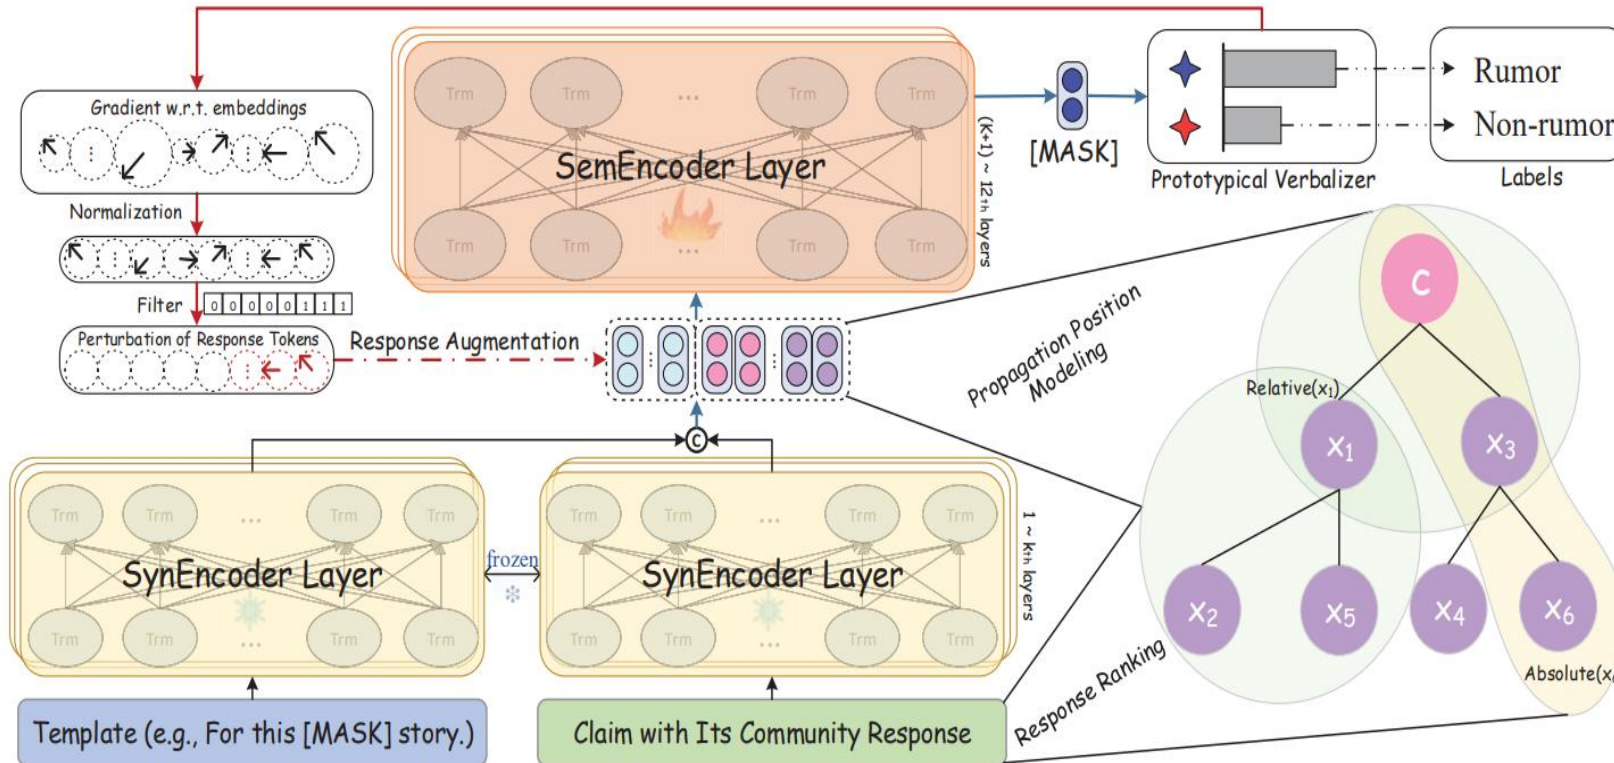 Gradient w.r.t. embeddings
Normalization
Filter 0 0 0 0 0 1 1 1
Perturbation of Response Tokens
Response Augmentation
Trm Trm ... Trm Trm
SemEncoder Layer
Trm Trm ... Trm Trm
(K+1) ~ 12th layers
[MASK]
Prototypical Verbalizer
Rumor
Non-rumor
Labels
Propagation Position
Modeling
C
Relative(x1)
x1 x3
x2 x5 x4 x6
Absolute(x
Response Ranking
C
Trm Trm ... Trm Trm
SynEncoder Layer
Trm Trm ... Trm Trm
frozen
Trm Trm ... Trm Trm
SynEncoder Layer
Trm Trm ... Trm Trm
1 ~ kth layers
Template (e.g., For this [MASK] story.)
Claim with Its Community Response